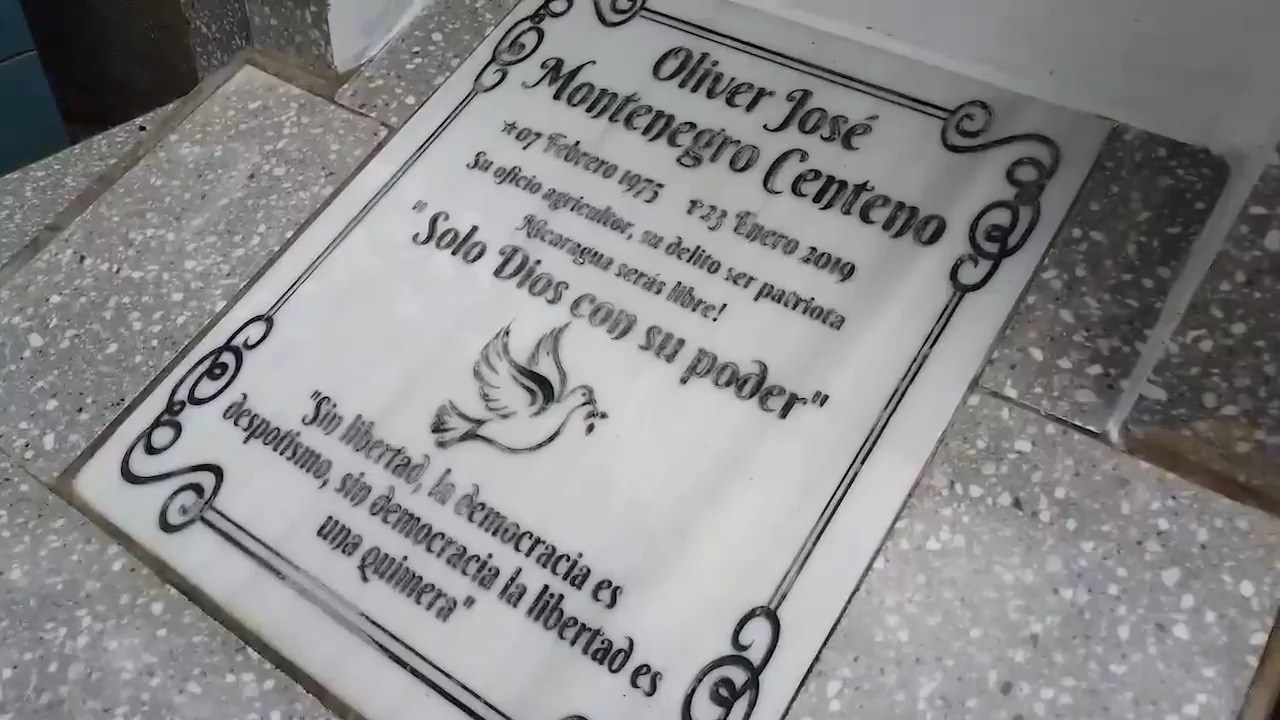 Oliver José
Montenegro Centeno
☆07 Febrero 1975 ✝23 Enero 2019
Su oficio agricultor, su delito ser patriota
Nicaragua serás libre!
"Solo Dios con su poder"
"Sin libertad, la democracia es
despotismo, sin democracia la libertad es
una quimera"